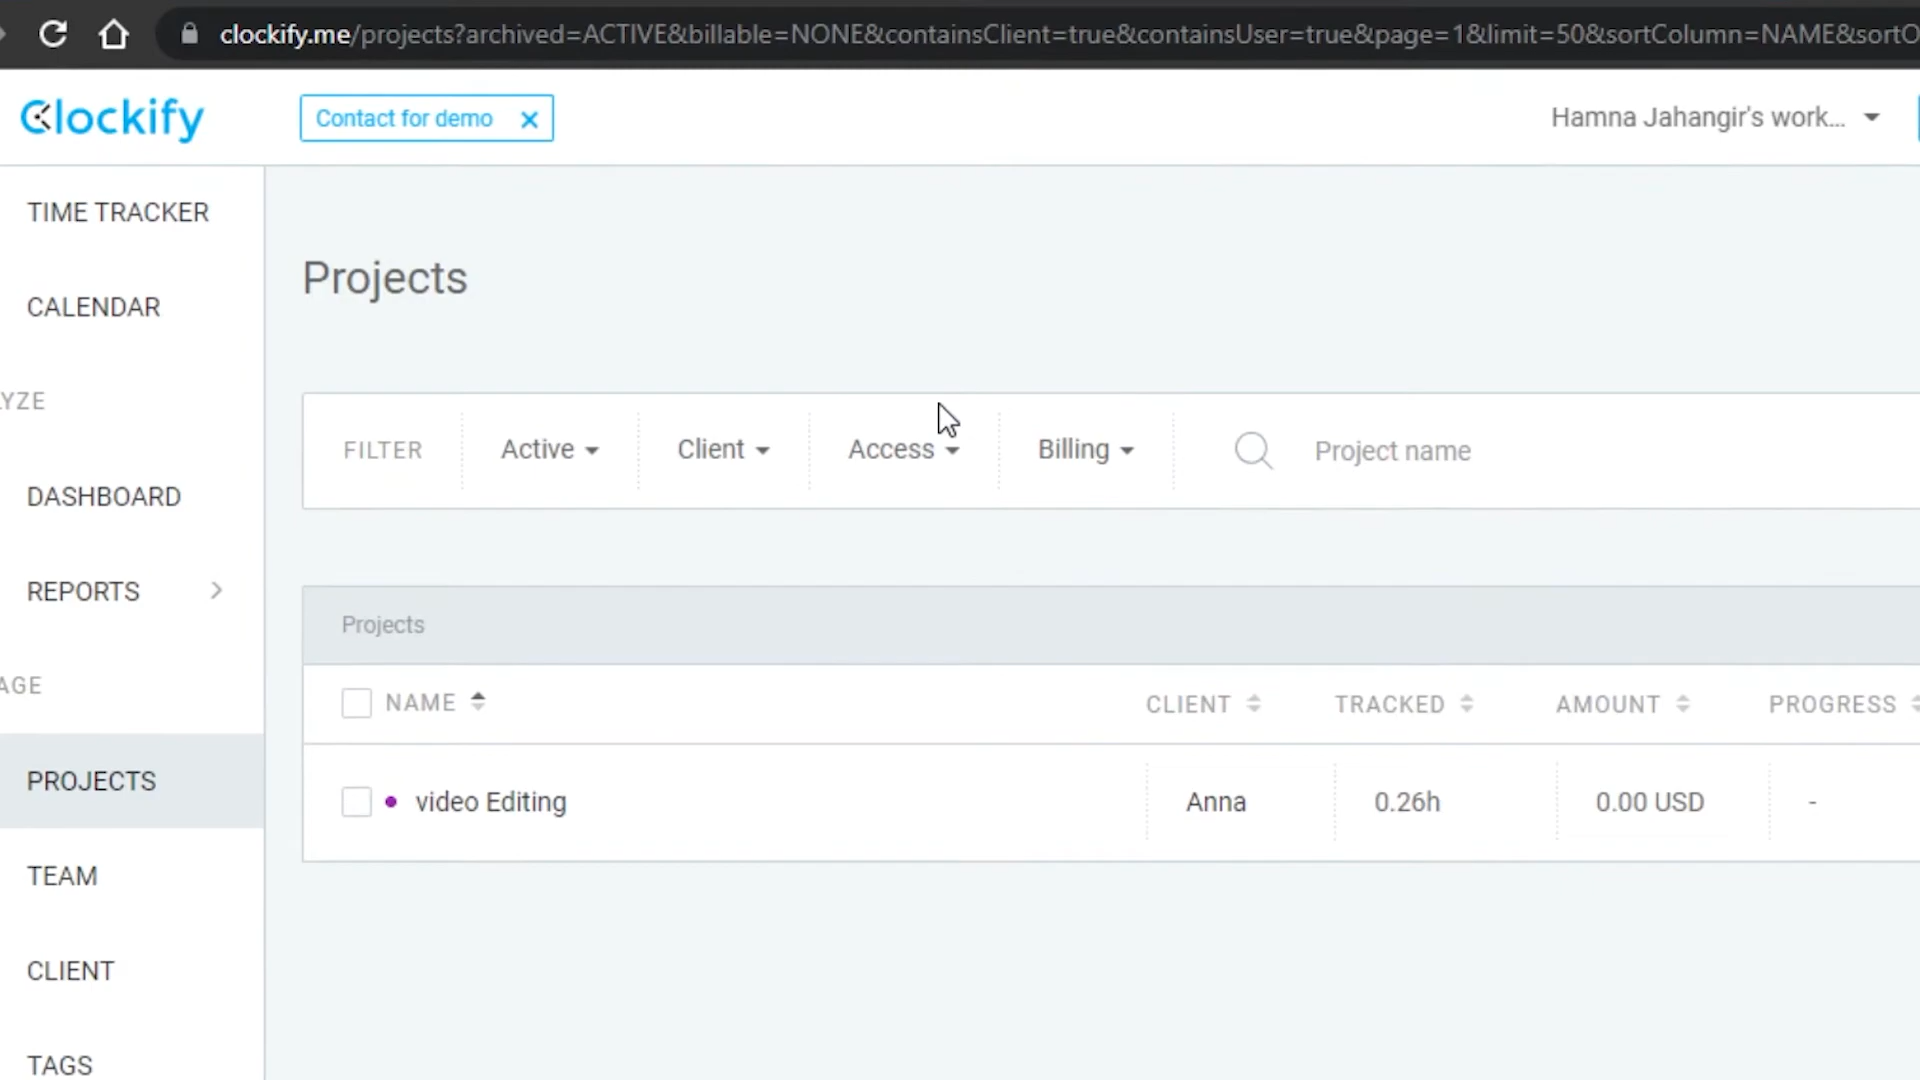 clockify.me/projects?archived=ACTIVE&billable=NONE&containsClient=true&containsUser=true&page=1&limit=50&sortColumn=NAME&sortO
Clockify
Contact for demo ×
Hamna Jahangir's work...
TIME TRACKER
CALENDAR
LYZE
DASHBOARD
REPORTS
AGE
PROJECTS
TEAM
CLIENT
TAGS
Projects
FILTER Active Client Access Billing Project name
Projects
NAME CLIENT TRACKED AMOUNT PROGRESS
video Editing Anna 0.26h 0.00 USD -